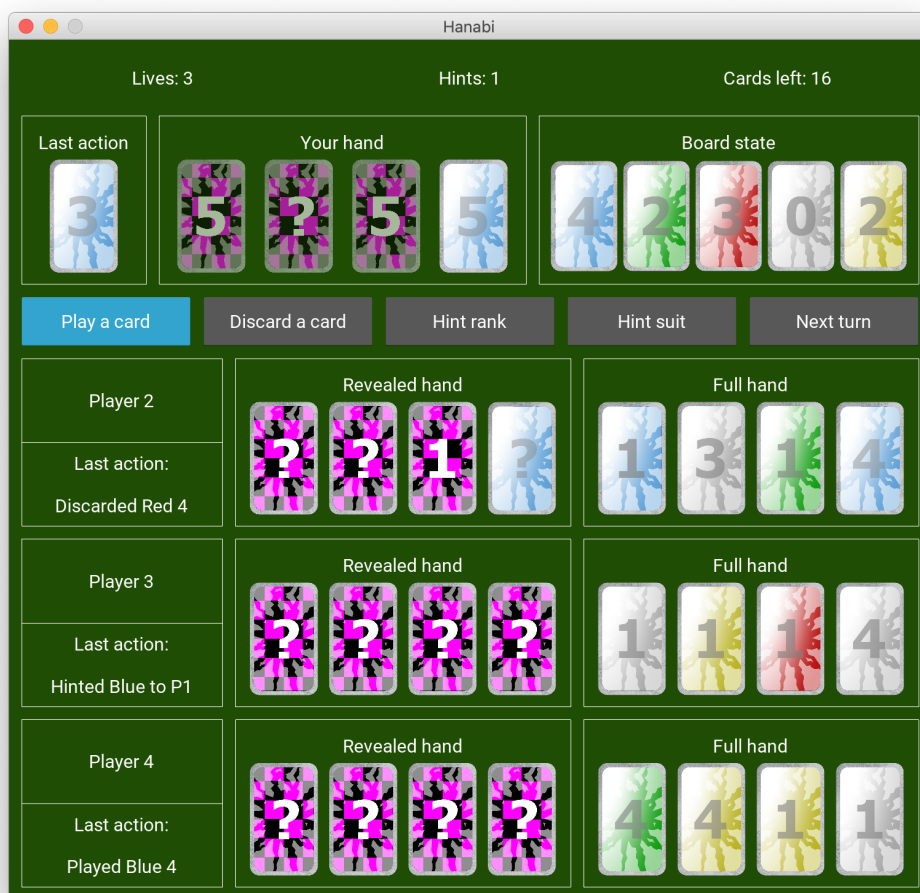 Hanabi
Lives: 3 Hints: 1 Cards left: 16
Last action Your hand Board state
3 5 ? 5 5 4 2 3 0 2
Play a card Discard a card Hint rank Hint suit Next turn
Revealed hand Full hand
Player 2
? ? 1 ? 1 3 1 4
Last action:
Discarded Red 4
Revealed hand Full hand
Player 3
? ? ? ? 1 1 1 4
Last action:
Hinted Blue to P1
Revealed hand Full hand
Player 4
? ? ? ? 4 4 1 1
Last action:
Played Blue 4